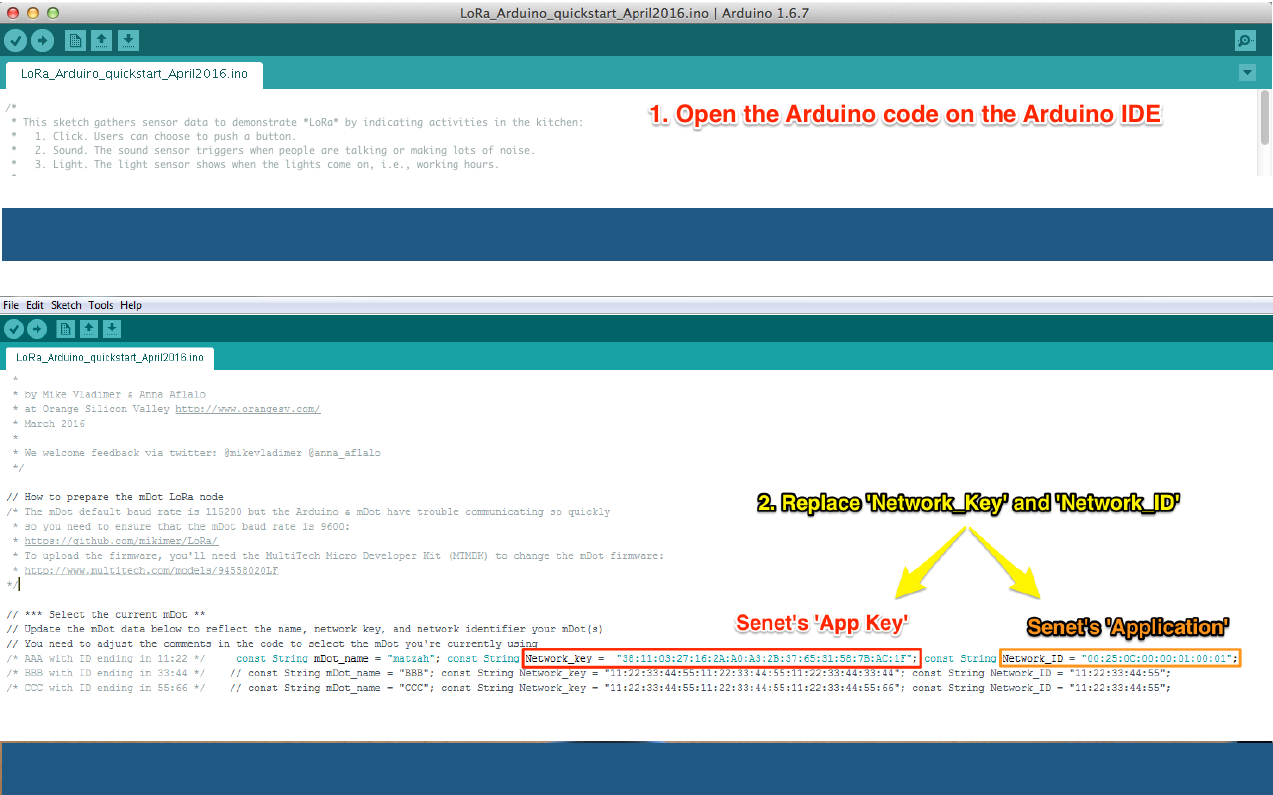 LoRa_Arduino_quickstart_April2016.ino | Arduino 1.6.7
LoRa_Arduiro_quickstart_April2016.ino
/*
* This sketch gathers sensor data to demonstrate *LoRa* by indicating activities in the kitchen:
*   1. Click. Users can choose to push a button.
*   2. Sound. The sound sensor triggers when people are talking or making lots of noise.
*   3. Light. The light sensor shows when the lights come on, i.e., working hours.
*
1. Open the Arduino code on the Arduino IDE
File Edit Sketch Tools Help
LoRa_Arduino_quickstart_April2016.ino
*
* by Mike Vladimer & Anna Aflalo
* at Orange Silicon Valley http://www.orangesv.com/
* March 2016
*
* We welcome feedback via twitter: @mikevladimer @anna_aflalo
*/
// How to prepare the mDot LoRa node
/* The mDot default baud rate is 115200 but the Arduino & mDot have trouble communicating so quickly
* so you need to ensure that the mDot baud rate is 9600:
* https://github.com/mikimer/LoRa/
* To upload the firmware, you'll need the MultiTech Micro Developer Kit (MTMDK) to change the mDot firmware:
* http://www.multitech.com/models/94558020LF
*/
2. Replace 'Network_Key' and 'Network_ID'
Senet's 'App Key'
Senet's 'Application'
// *** Select the current mDot **
// Update the mDot data below to reflect the name, network key, and network identifier your mDot(s)
// You need to adjust the comments in the code to select the mDot you're currently using
/* AAA with ID ending in 11:22 */ const String mDot_name = "matzah"; const String Network_key = "38:11:03:27:16:2A:A0:A3:2B:37:65:31:58:7B:AC:1F"; const String Network_ID = "00:25:0C:00:00:01:00:01";
/* BBB with ID ending in 33:44 */ // const String mDot_name = "BBB"; const String Network_key = "11:22:33:44:55:11:22:33:44:55:11:22:33:44:33:44"; const String Network_ID = "11:22:33:44:55";
/* CCC with ID ending in 55:66 */ // const String mDot_name = "CCC"; const String Network_key = "11:22:33:44:55:11:22:33:44:55:11:22:33:44:55:66"; const String Network_ID = "11:22:33:44:55";